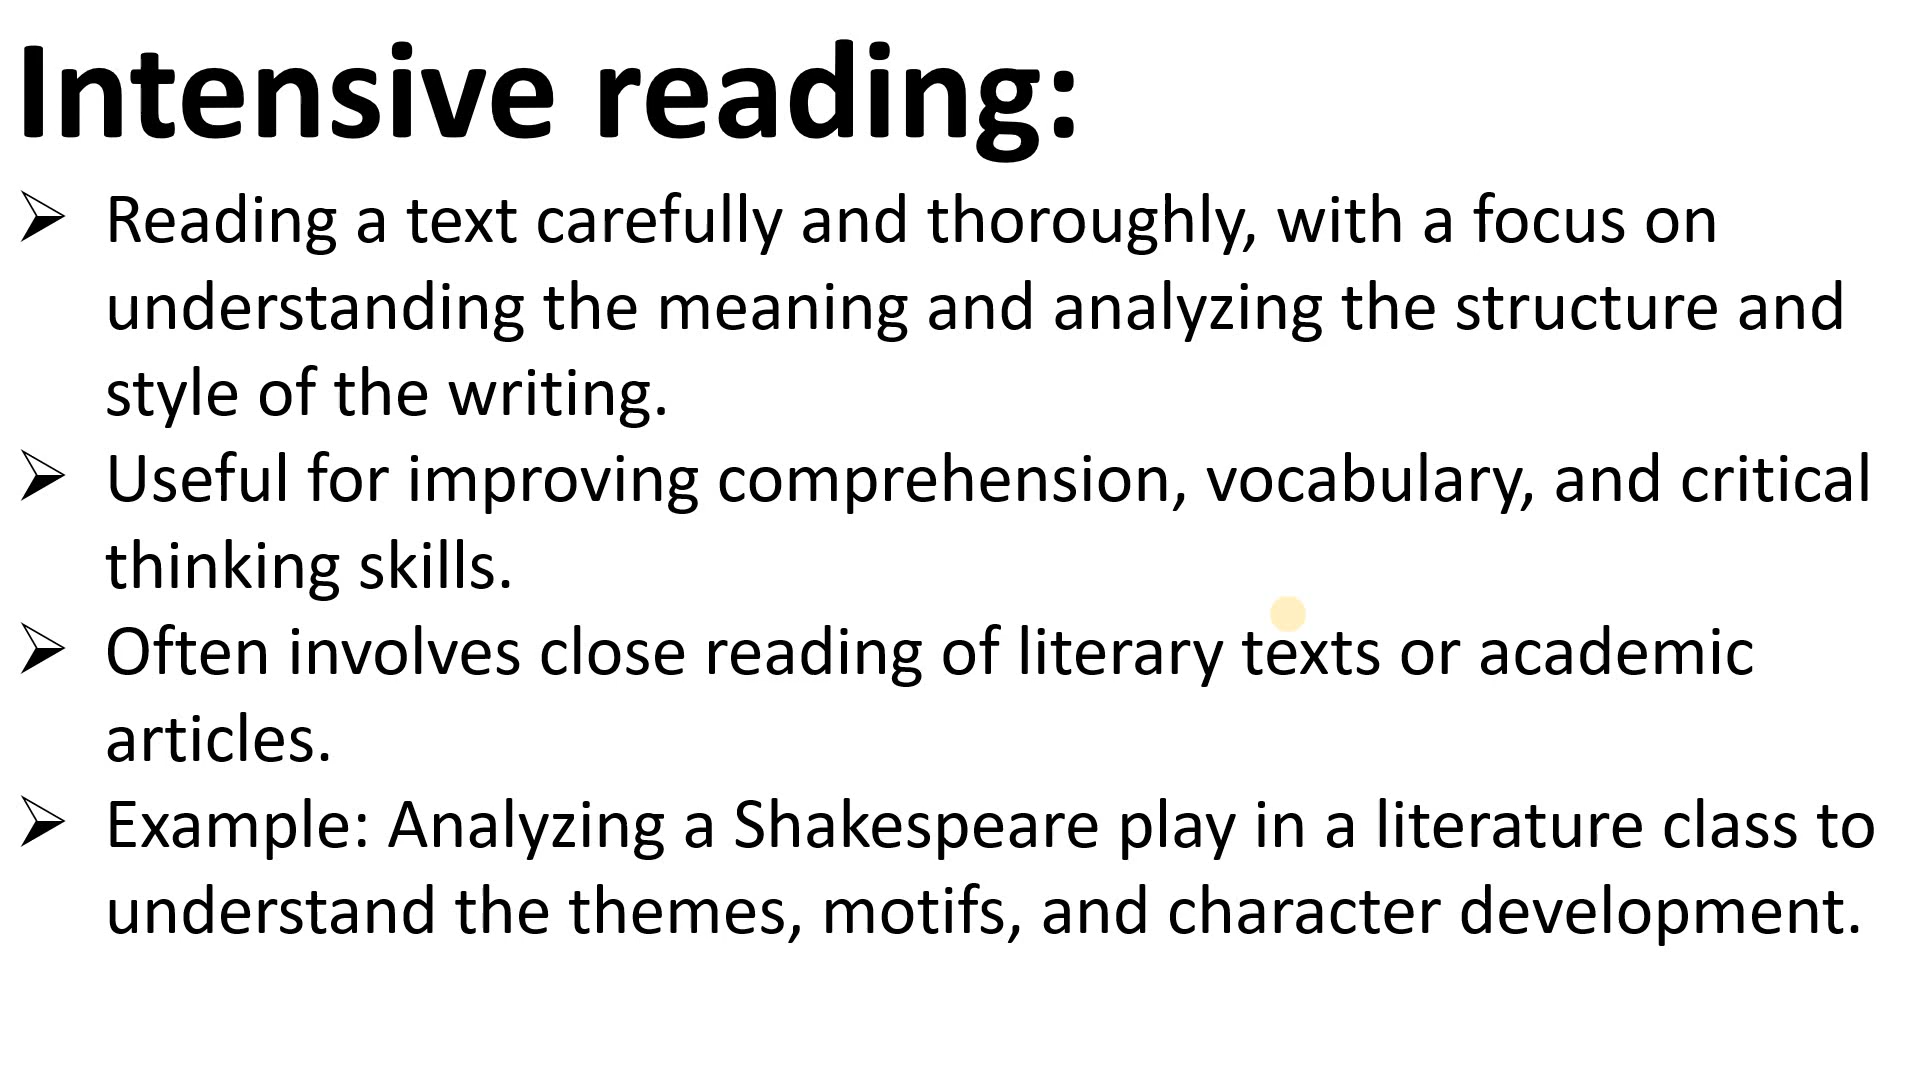 Intensive reading:
➢ Reading a text carefully and thoroughly, with a focus on
understanding the meaning and analyzing the structure and
style of the writing.
➢ Useful for improving comprehension, vocabulary, and critical
thinking skills.
➢ Often involves close reading of literary texts or academic
articles.
➢ Example: Analyzing a Shakespeare play in a literature class to
understand the themes, motifs, and character development.